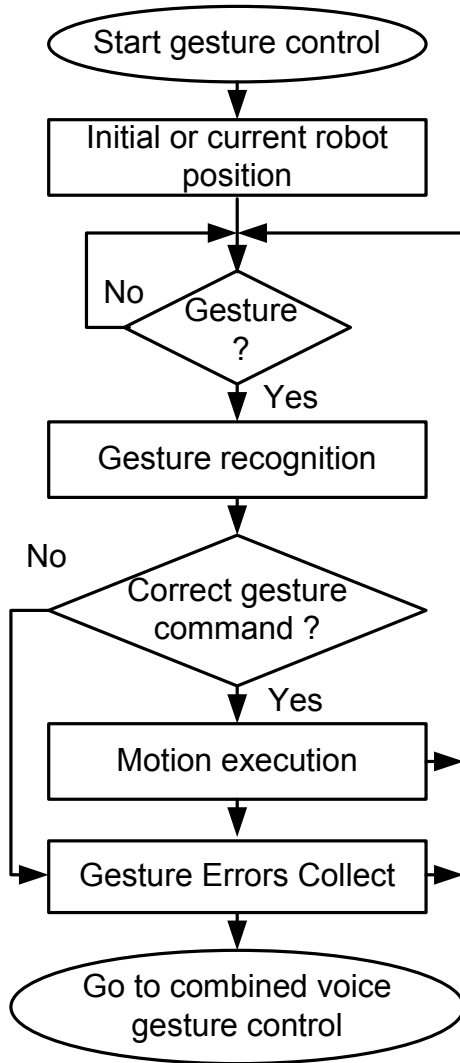 Start gesture control
Initial or current robot
position
No
Gesture
?
Yes
Gesture recognition
No
Correct gesture
command ?
Yes
Motion execution
Gesture Errors Collect
Go to combined voice
gesture control